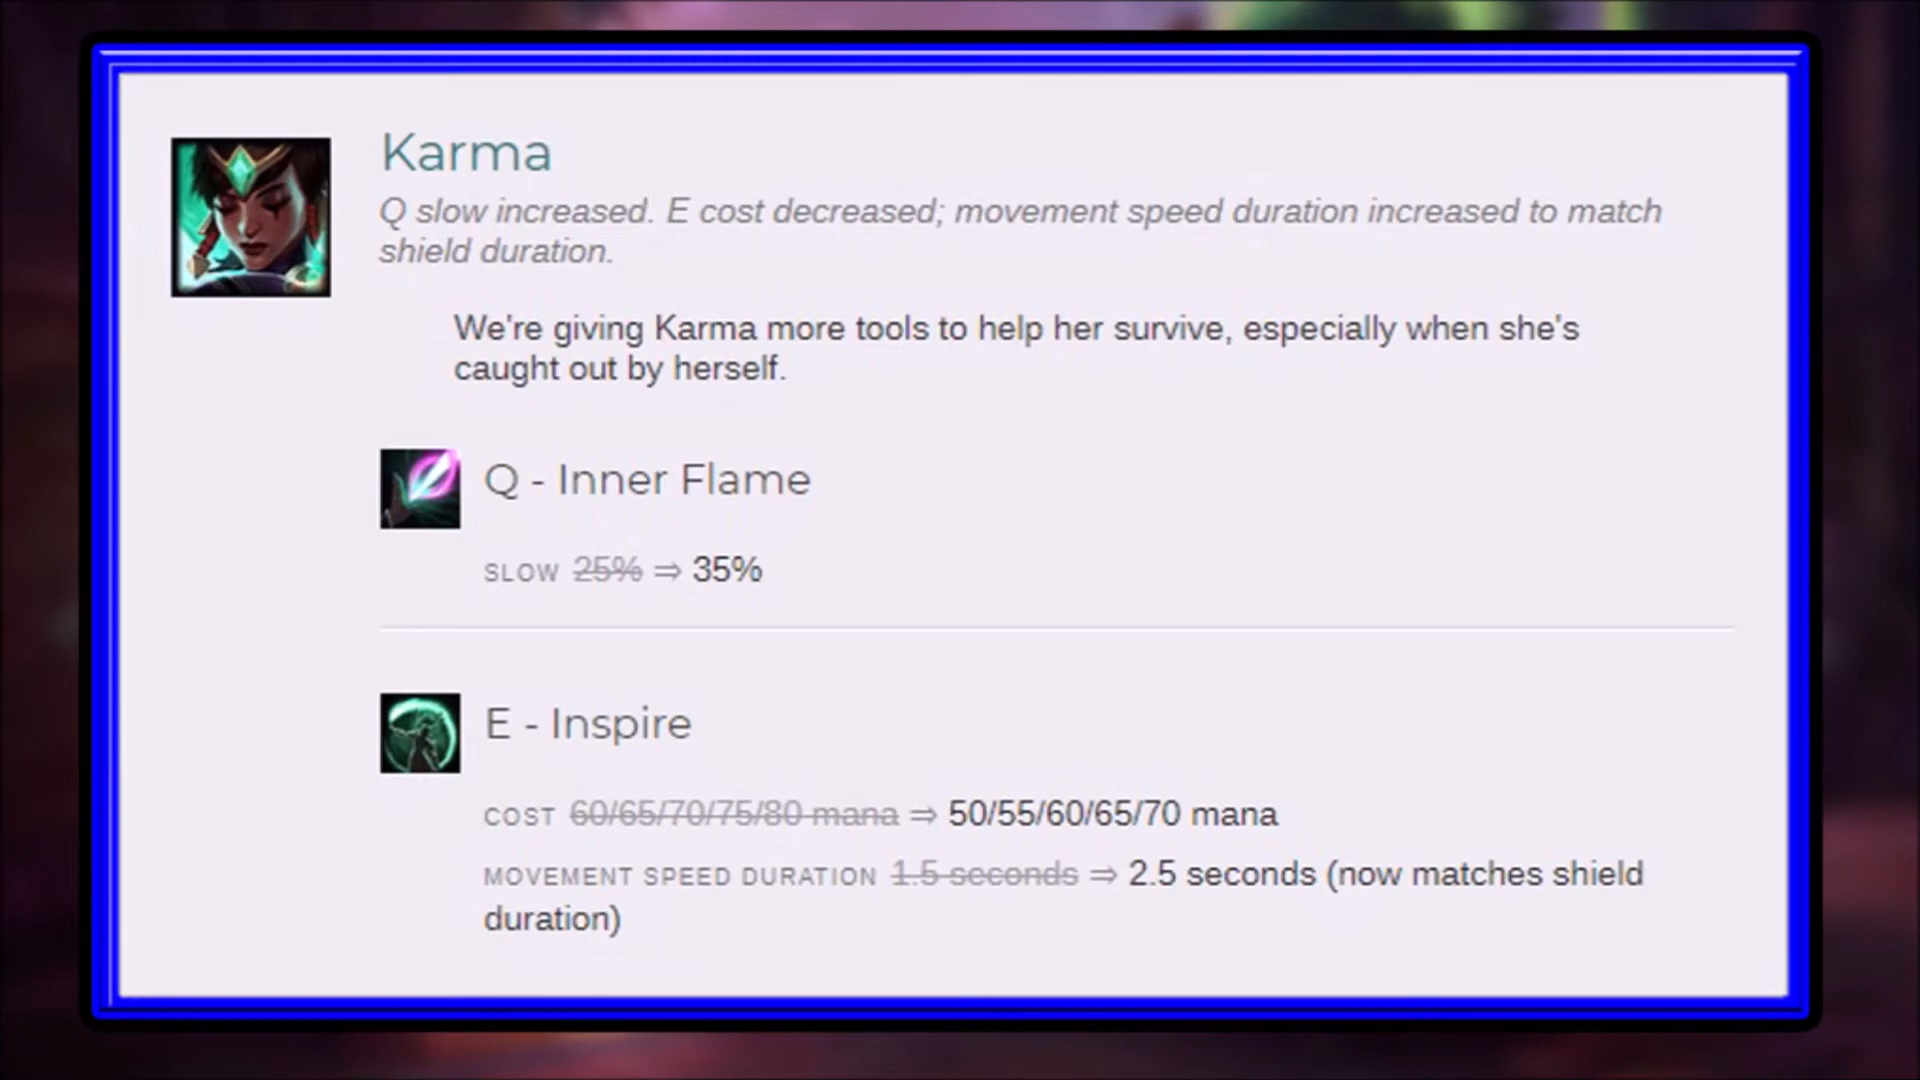 Karma
Q slow increased. E cost decreased; movement speed duration increased to match
shield duration.
We're giving Karma more tools to help her survive, especially when she's
caught out by herself.
Q - Inner Flame
SLOW 25% ⇒ 35%
E - Inspire
COST 60/65/70/75/80 mana ⇒ 50/55/60/65/70 mana
MOVEMENT SPEED DURATION 1.5 seconds ⇒ 2.5 seconds (now matches shield
duration)